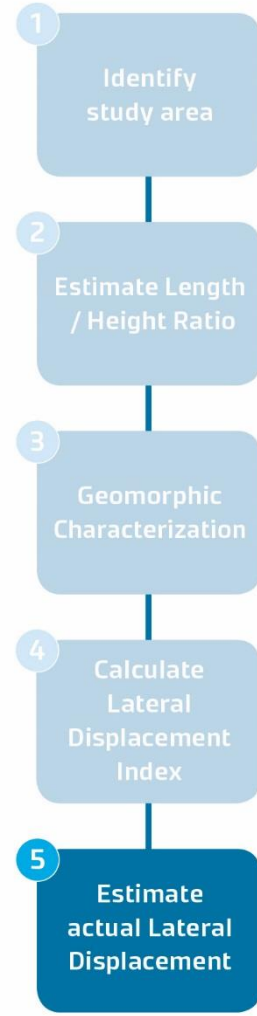 1
Identify
study area
2
Estimate Length
/ Height Ratio
3
Geomorphic
Characterization
4
Calculate
Lateral
Displacement
Index
5
Estimate
actual Lateral
Displacement